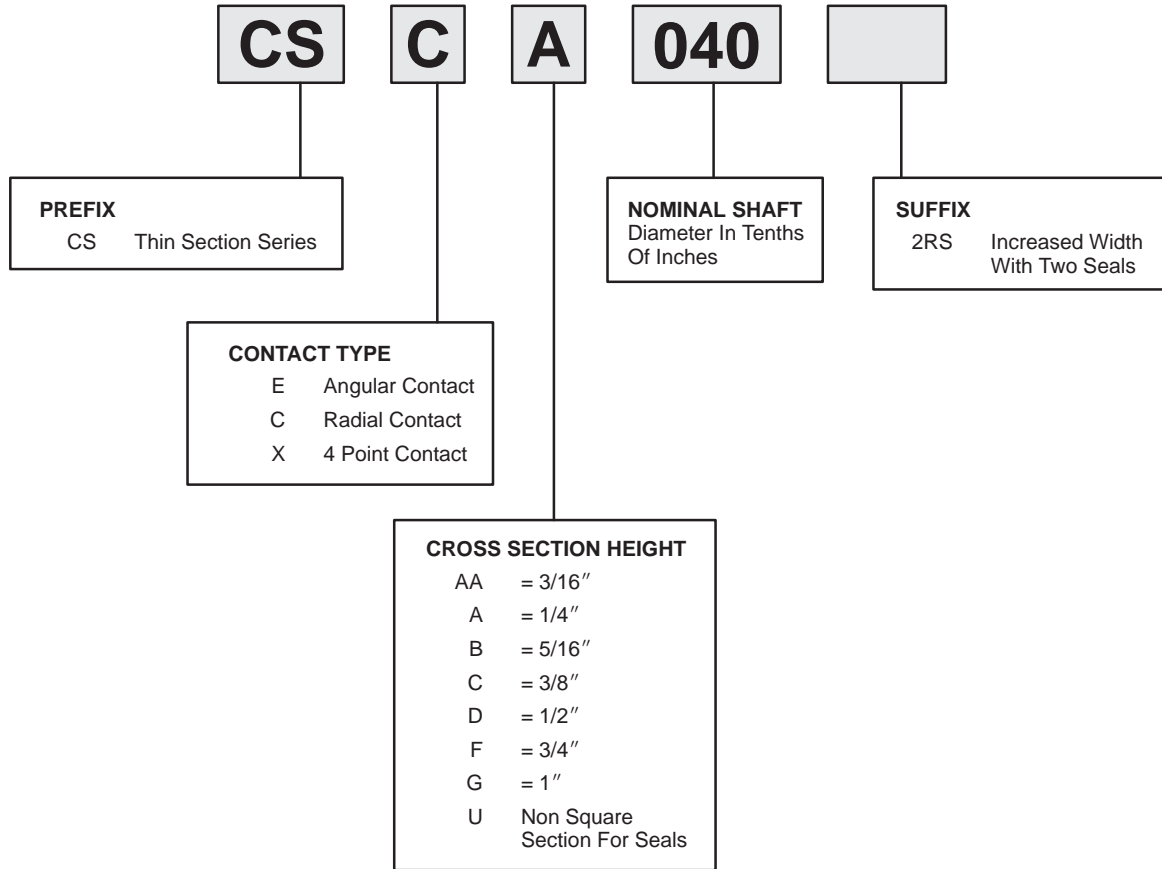 CS C A 040
PREFIX
CS Thin Section Series
NOMINAL SHAFT
Diameter In Tenths
Of Inches
SUFFIX
2RS Increased Width
With Two Seals
CONTACT TYPE
E Angular Contact
C Radial Contact
X 4 Point Contact
CROSS SECTION HEIGHT
AA = 3/16″
A = 1/4″
B = 5/16″
C = 3/8″
D = 1/2″
F = 3/4″
G = 1″
U Non Square
Section For Seals